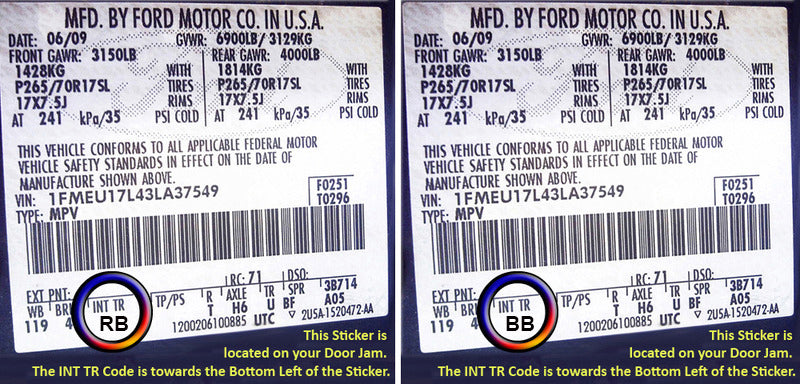 MFD. BY FORD MOTOR CO. IN U.S.A.
DATE: 06/09 GVWR: 6900LB/ 3129KG
FRONT GAWR: 3150LB REAR GAWR: 4000LB
1428KG WITH 1814KG WITH
P265/70R17SL TIRES P265/70R17SL TIRES
17X7.5J RIMS 17X7.5J RIMS
AT 241 kPa/35 PSI COLD AT 241 kPa/35 PSI COLD
THIS VEHICLE CONFORMS TO ALL APPLICABLE FEDERAL MOTOR
VEHICLE SAFETY STANDARDS IN EFFECT ON THE DATE OF
MANUFACTURE SHOWN ABOVE.
VIN: 1FMEU17L43LA37549 F0251
TYPE: MPV T0296
EXT PNT: RC: 71 DSO:
WB INT TR TP/PS R AXLE TR SPR 3B714
119 4 RB T H6 U BF A05
1200206100885 UTC ▽ 2U5A-1520472-AA
This Sticker is
located on your Door Jam.
The INT TR Code is towards the Bottom Left of the Sticker.
MFD. BY FORD MOTOR CO. IN U.S.A.
DATE: 06/09 GVWR: 6900LB/ 3129KG
FRONT GAWR: 3150LB REAR GAWR: 4000LB
1428KG WITH 1814KG WITH
P265/70R17SL TIRES P265/70R17SL TIRES
17X7.5J RIMS 17X7.5J RIMS
AT 241 kPa/35 PSI COLD AT 241 kPa/35 PSI COLD
THIS VEHICLE CONFORMS TO ALL APPLICABLE FEDERAL MOTOR
VEHICLE SAFETY STANDARDS IN EFFECT ON THE DATE OF
MANUFACTURE SHOWN ABOVE.
VIN: 1FMEU17L43LA37549 F0251
TYPE: MPV T0296
EXT PNT: RC: 71 DSO:
WB INT TR TP/PS R AXLE TR SPR 3B714
119 4 BB T H6 U BF A05
1200206100885 UTC ▽ 2U5A-1520472-AA
This Sticker is
located on your Door Jam.
The INT TR Code is towards the Bottom Left of the Sticker.